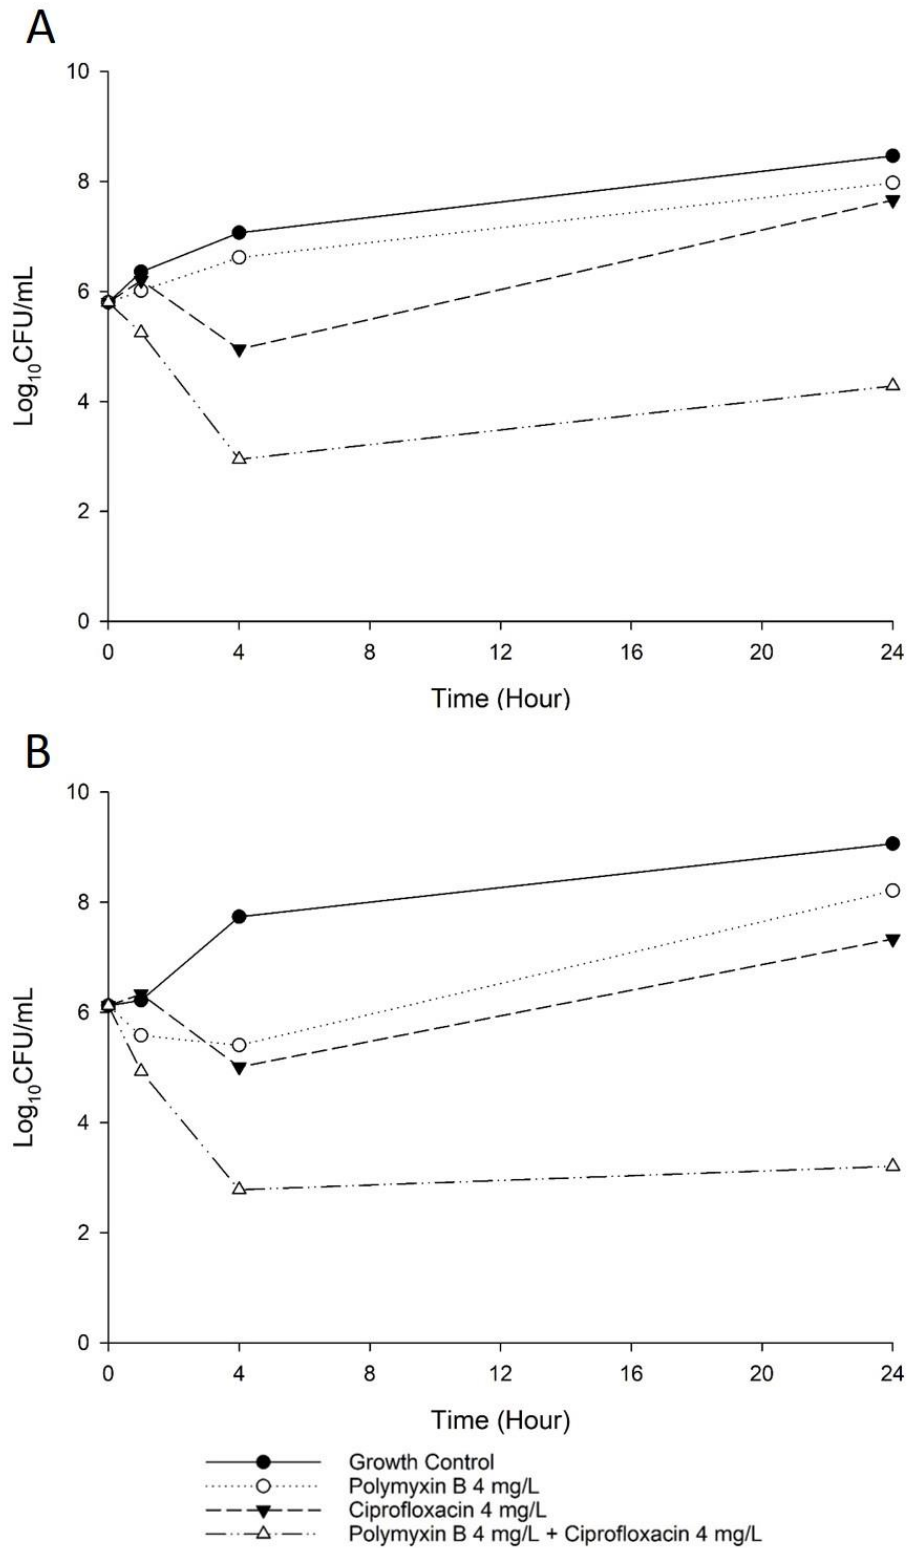 A
10
8
6
4
2
0
Log10CFU/mL
0 4 8 12 16 20 24
Time (Hour)
B
10
8
6
4
2
0
Log10CFU/mL
0 4 8 12 16 20 24
Time (Hour)
Growth Control
Polymyxin B 4 mg/L
Ciprofloxacin 4 mg/L
Polymyxin B 4 mg/L + Ciprofloxacin 4 mg/L